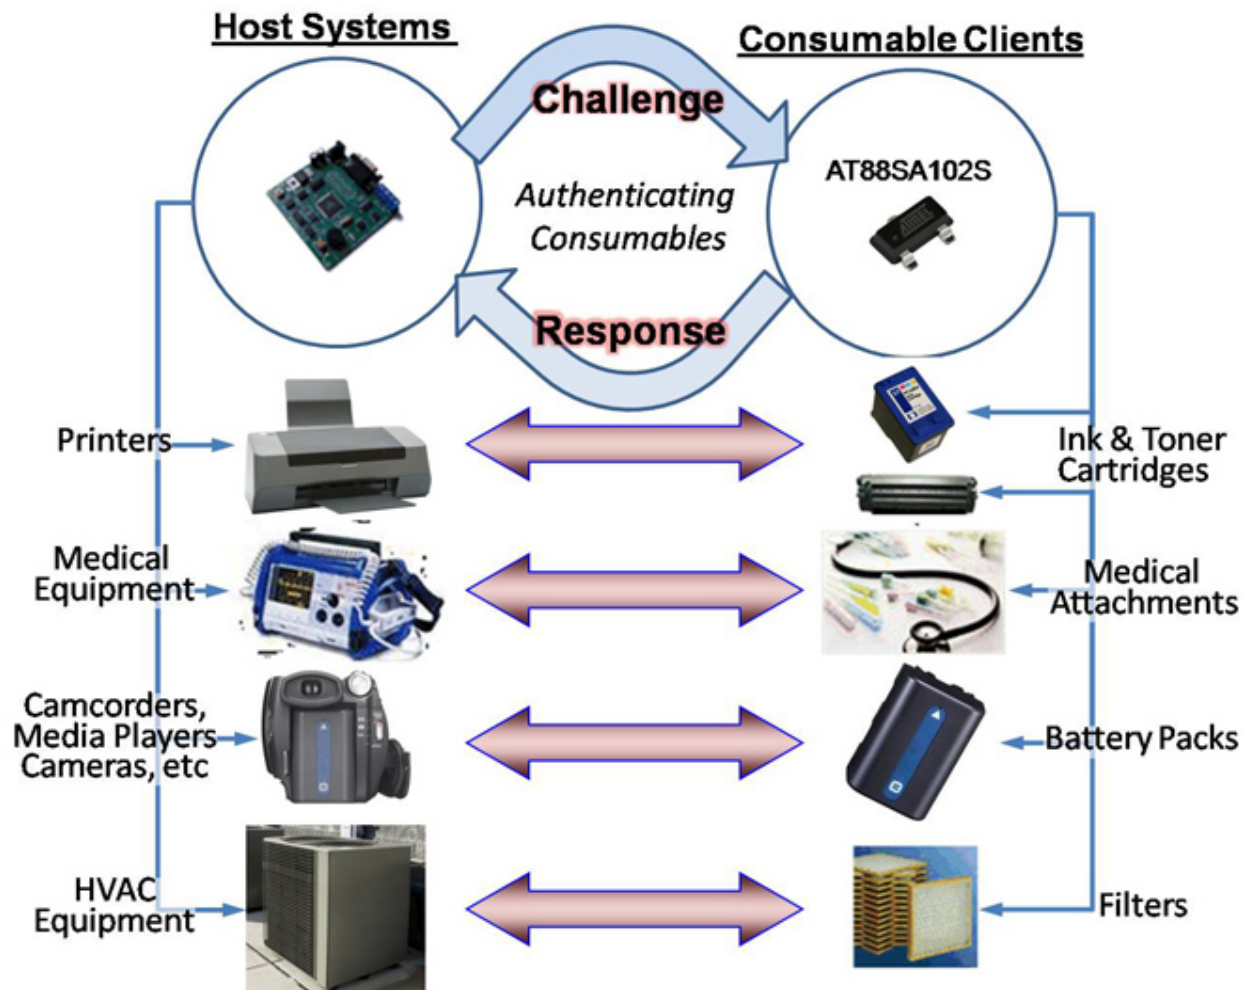 Host Systems
Consumable Clients
Challenge
AT88SA102S
ATMEL
Authenticating
Consumables
Response
Printers
Ink & Toner
Cartridges
Medical
Equipment
Medical
Attachments
Camcorders,
Media Players
Cameras, etc
Battery Packs
HVAC
Equipment
Filters